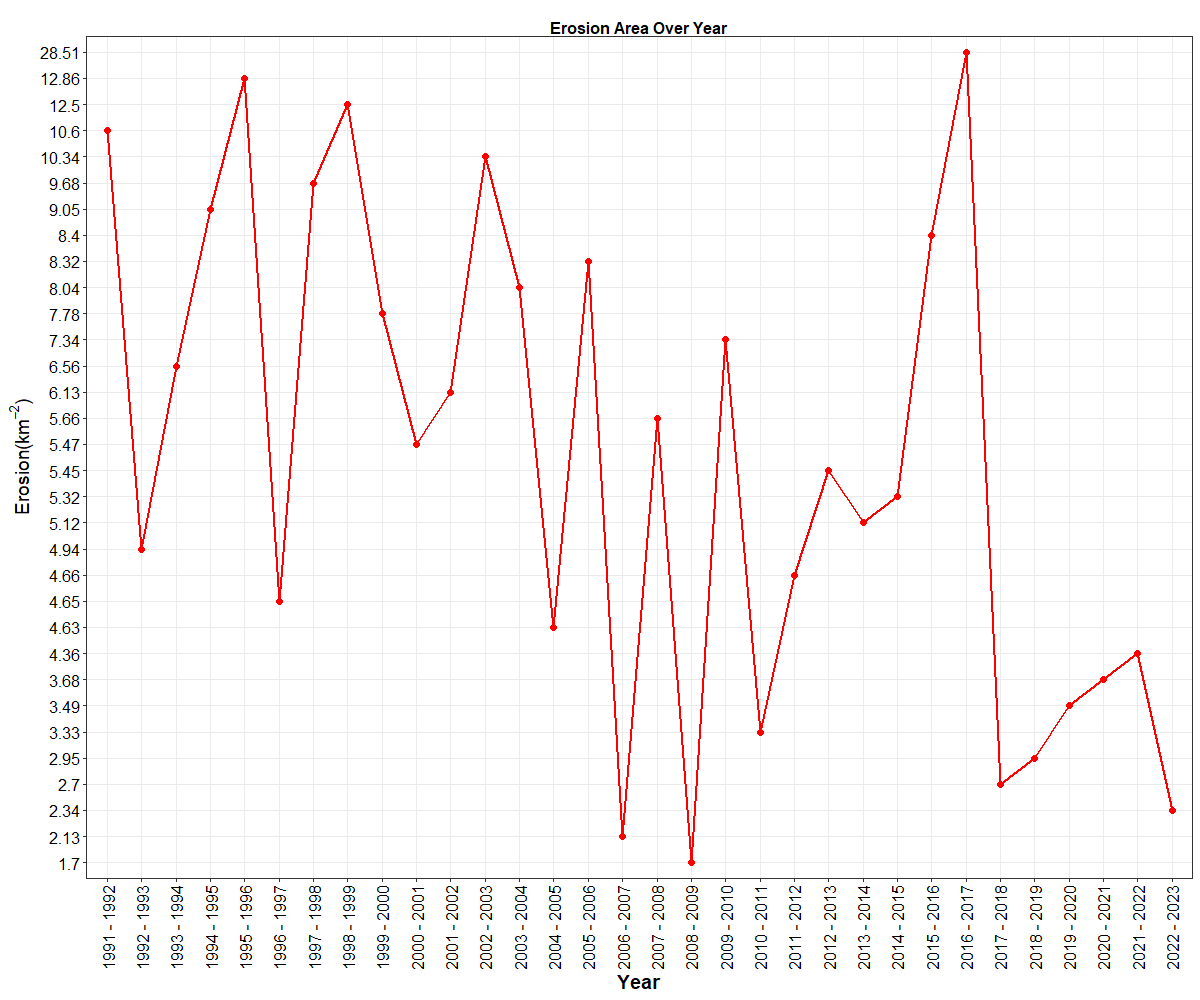 Erosion Area Over Year
28.51
12.86
12.5
10.6
10.34
9.68
9.05
8.4
8.32
8.04
7.78
7.34
6.56
6.13
5.66
5.47
5.45
5.32
5.12
4.94
4.66
4.65
4.63
4.36
3.68
3.49
3.33
2.95
2.7
2.34
2.13
1.7
Erosion(km⁻²)
1991 - 1992
1992 - 1993
1993 - 1994
1994 - 1995
1995 - 1996
1996 - 1997
1997 - 1998
1998 - 1999
1999 - 2000
2000 - 2001
2001 - 2002
2002 - 2003
2003 - 2004
2004 - 2005
2005 - 2006
2006 - 2007
2007 - 2008
2008 - 2009
2009 - 2010
2010 - 2011
2011 - 2012
2012 - 2013
2013 - 2014
2014 - 2015
2015 - 2016
2016 - 2017
2017 - 2018
2018 - 2019
2019 - 2020
2020 - 2021
2021 - 2022
2022 - 2023
Year